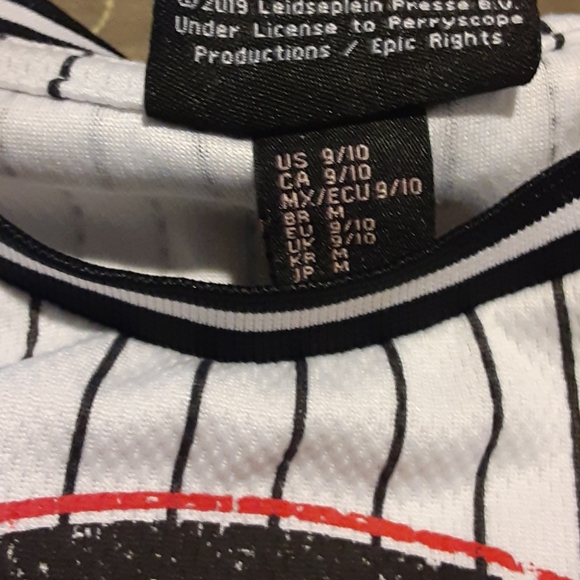 ©2019 Leidseplein Presse B.V.
Under License to Perryscope
Productions / Epic Rights
US 9/10
CA 9/10
MX/ECU 9/10
BR M
EU 9/10
UK 9/10
KR M
JP M